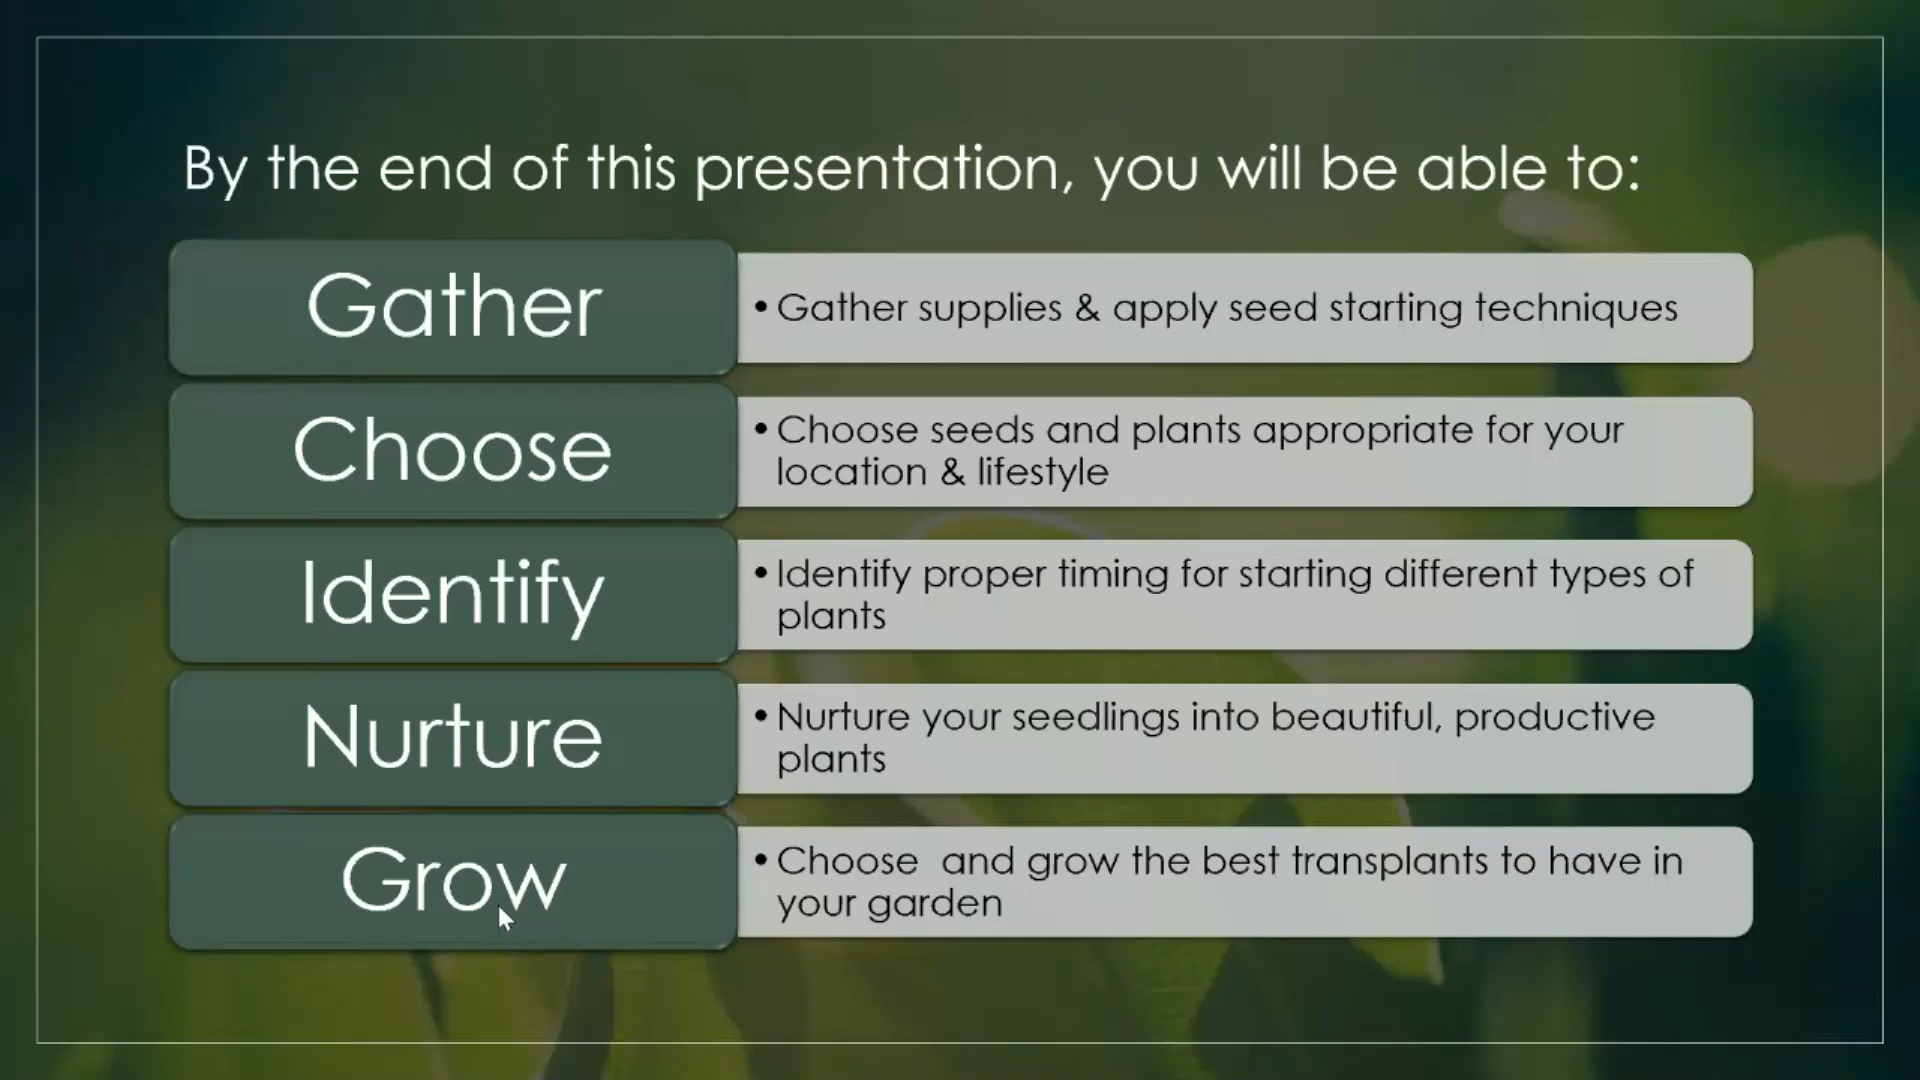 By the end of this presentation, you will be able to:
Gather
• Gather supplies & apply seed starting techniques
Choose
• Choose seeds and plants appropriate for your
location & lifestyle
Identify
• Identify proper timing for starting different types of
plants
Nurture
• Nurture your seedlings into beautiful, productive
plants
Grow
• Choose  and grow the best transplants to have in
your garden